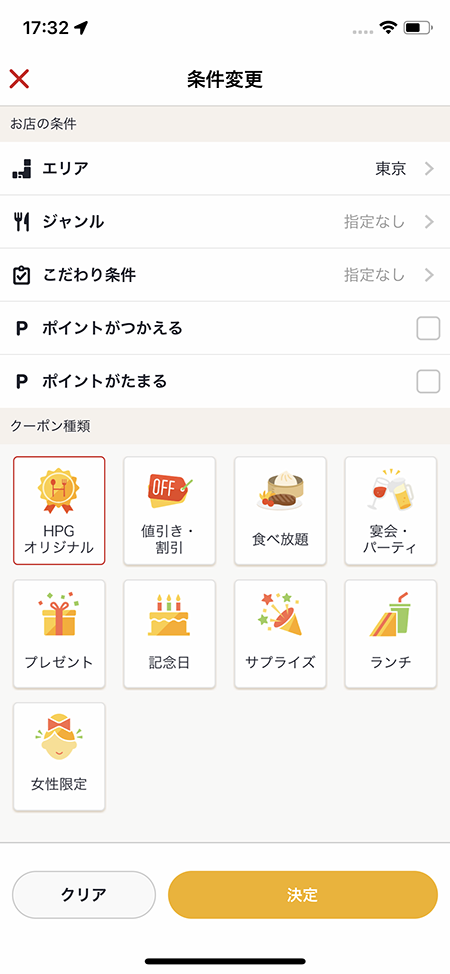 17:32
条件変更
お店の条件
エリア 東京
ジャンル 指定なし
こだわり条件 指定なし
P ポイントがつかえる
P ポイントがたまる
クーポン種類
HPG
オリジナル
OFF
値引き・
割引
食べ放題
宴会・
パーティ
プレゼント
記念日
サプライズ
ランチ
女性限定
クリア
決定